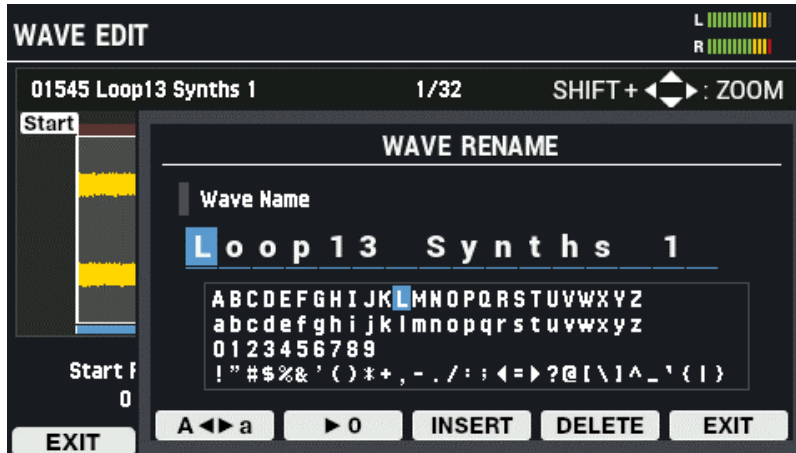 WAVE EDIT
L
R
01545 Loop13 Synths 1 1/32 SHIFT+◀▶: ZOOM
Start
WAVE RENAME
Wave Name
Loop13 Synths 1
ABCDEFGHIJKLMNOPQRSTUVWXYZ
abcdefghijklmnopqrstuvwxyz
0123456789
!"#$%&'()*+,-./:;◀=▶?@[\]^_`{|}
Start
0
A◀▶a ▶0 INSERT DELETE EXIT
EXIT